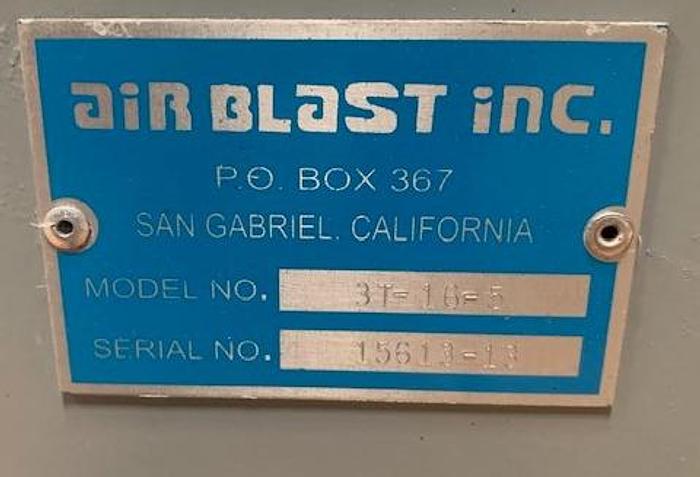 aiR BLaST inc.
P.O. BOX 367
SAN GABRIEL, CALIFORNIA
MODEL NO. 3T-16-5
SERIAL NO. 15613-13